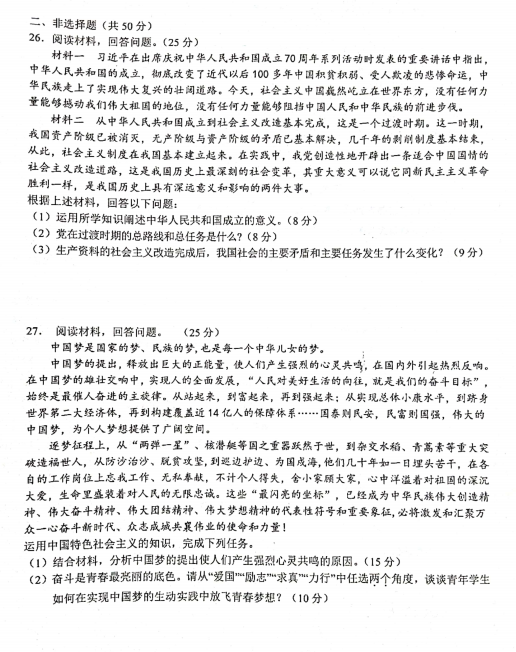 二、非选择题（共 50 分）
26．阅读材料，回答问题。（25 分）
材料一 习近平在出席庆祝中华人民共和国成立 70 周年系列活动时发表的重要讲话中指出，
中华人民共和国的成立，彻底改变了近代以后 100 多年中国积贫积弱、受人欺凌的悲惨命运，中
华民族走上了实现伟大复兴的壮阔道路。今天，社会主义中国巍然屹立在世界东方，没有任何力
量能够撼动我们伟大祖国的地位，没有任何力量能够阻挡中国人民和中华民族的前进步伐。
材料二 从中华人民共和国成立到社会主义改造基本完成，这是一个过渡时期。这一时期，
我国资产阶级已被消灭，无产阶级与资产阶级的矛盾已基本解决，几千年的剥削制度基本结束，
从此，社会主义制度在我国基本建立起来。在实践中，我党创造性地开辟出一条适合中国国情的
社会主义改造道路，这是我国历史上最深刻的社会变革，其重大意义可以说它同新民主主义革命
胜利一样，是我国历史上具有深远意义和影响的两件大事。
根据上述材料，回答以下问题：
（1）运用所学知识阐述中华人民共和国成立的意义。（8 分）
（2）党在过渡时期的总路线和总任务是什么？（8 分）
（3）生产资料的社会主义改造完成后，我国社会的主要矛盾和主要任务发生了什么变化？（9 分）
27． 阅读材料，回答问题。 （25 分）
中国梦是国家的梦、民族的梦，也是每一个中华儿女的梦。
中国梦的提出，释放出巨大的正能量，使人们产生强烈的心灵共鸣，在国内外引起热烈反响。
在中国梦的雄壮交响中，实现人的全面发展，“人民对美好生活的向往，就是我们的奋斗目标”，
始终是最催人奋进的主旋律。从站起来，到富起来，再到强起来；从实现总体小康水平，到跻身
世界第二大经济体，再到构建覆盖近 14 亿人的保障体系……国泰则民安，民富则国强，伟大的
中国梦，为个人梦想提供了广阔空间。
逐梦征程上，从“两弹一星”、核潜艇等国之重器跃然于世，到杂交水稻、青蒿素等重大突
破造福世人，从防沙治沙、脱贫攻坚，到巡边护边、为国戍海，他们几十年如一日埋头苦干，在各
自的工作岗位上忘我工作、无私奉献，不计个人得失，舍小家顾大家，心中洋溢着对祖国的深沉
大爱，生命里盛装着对人民的无限忠诚。这些“最闪亮的坐标”，已经成为中华民族伟大创造精
神、伟大奋斗精神、伟大团结精神、伟大梦想精神的代表性符号和重要象征，必将激发和汇聚万
众一心奋斗新时代、众志成城共襄伟业的使命和力量！
运用中国特色社会主义的知识，完成下列任务。
（1）结合材料，分析中国梦的提出使人们产生强烈心灵共鸣的原因。（15 分）
（2）奋斗是青春最亮丽的底色。请从“爱国”“励志”“求真”“力行”中任选两个角度，谈谈青年学生
如何在实现中国梦的生动实践中放飞青春梦想？（10 分）